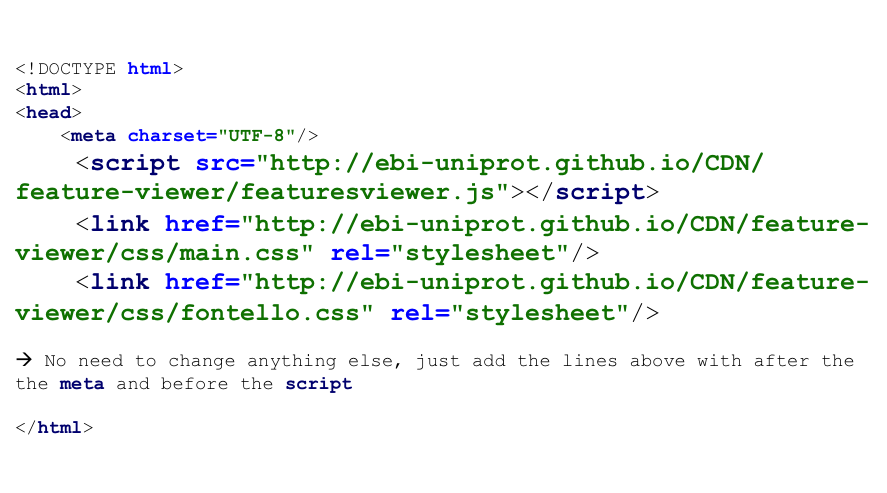 <!DOCTYPE html>
<html>
<head>
<meta charset="UTF-8"/>
<script src="http://ebi-uniprot.github.io/CDN/
feature-viewer/featuresviewer.js"></script>
<link href="http://ebi-uniprot.github.io/CDN/feature-
viewer/css/main.css" rel="stylesheet"/>
<link href="http://ebi-uniprot.github.io/CDN/feature-
viewer/css/fontello.css" rel="stylesheet"/>
→ No need to change anything else, just add the lines above with after the
the meta and before the script
</html>